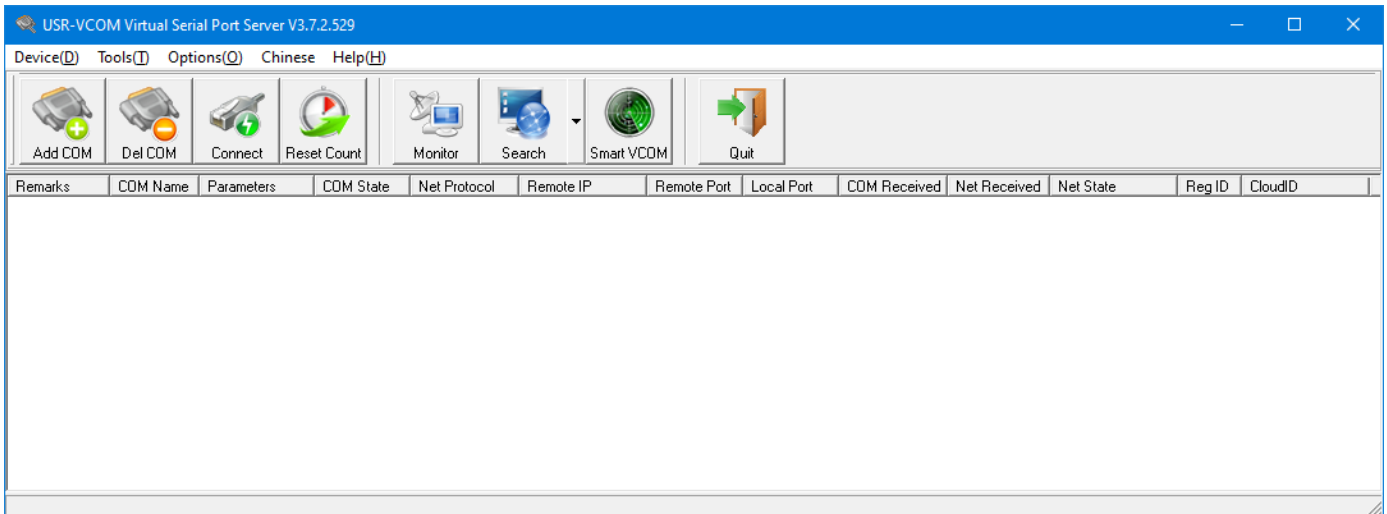 USR-VCOM Virtual Serial Port Server V3.7.2.529
Device(D) Tools(T) Options(O) Chinese Help(H)
Add COM Del COM Connect Reset Count Monitor Search Smart VCOM Quit
Remarks COM Name Parameters COM State Net Protocol Remote IP Remote Port Local Port COM Received Net Received Net State Reg ID CloudID